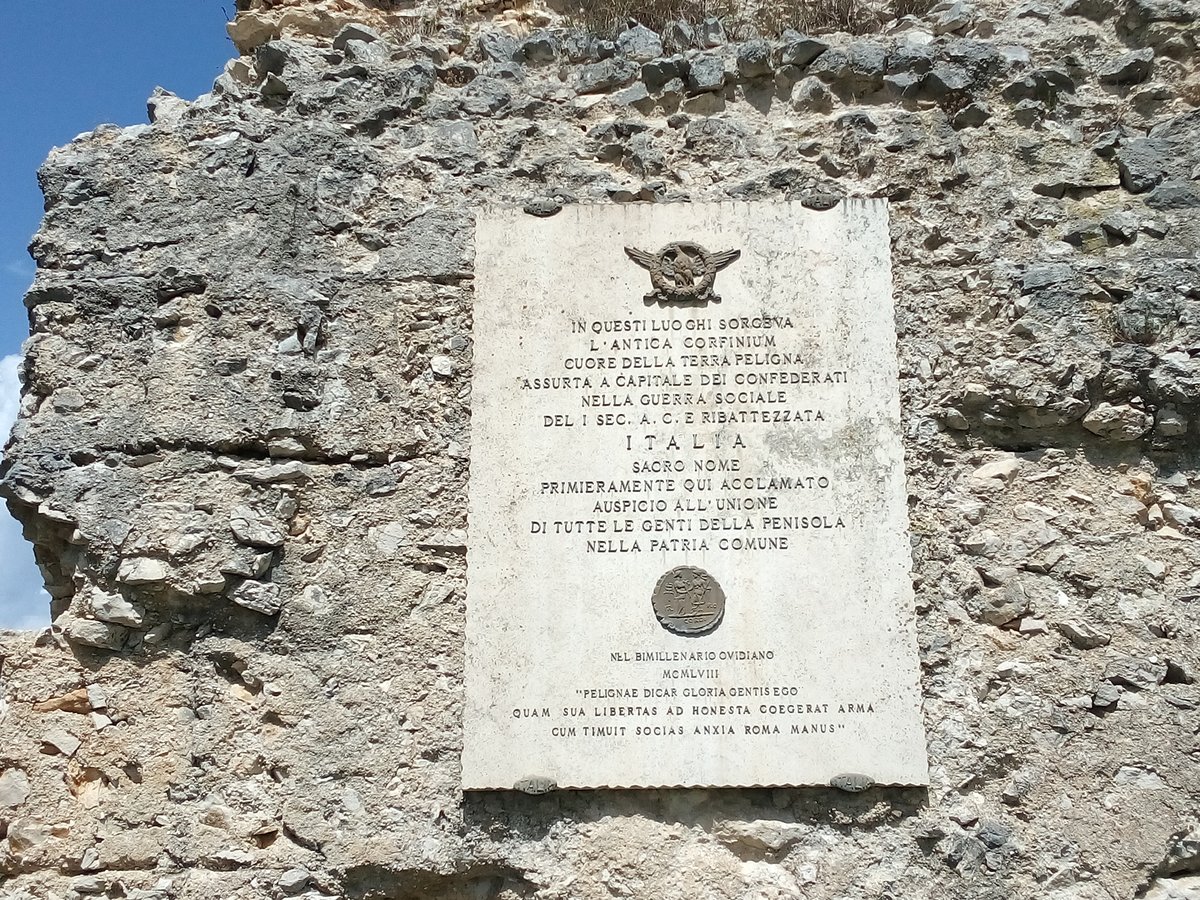 IN QUESTI LUOGHI SORGEVA
L'ANTICA CORFINIUM
CUORE DELLA TERRA PELIGNA
ASSURTA A CAPITALE DEI CONFEDERATI
NELLA GUERRA SOCIALE
DEL I SEC. A. C. E RIBATTEZZATA
ITALIA
SACRO NOME
PRIMIERAMENTE QUI ACCLAMATO
AUSPICIO ALL'UNIONE
DI TUTTE LE GENTI DELLA PENISOLA
NELLA PATRIA COMUNE
NEL BIMILLENARIO OVIDIANO
MCMLVIII
"PELIGNAE DICAR GLORIA GENTIS EGO
QUAM SUA LIBERTAS AD HONESTA COEGERAT ARMA
CUM TIMUIT SOCIAS ANXIA ROMA MANUS"